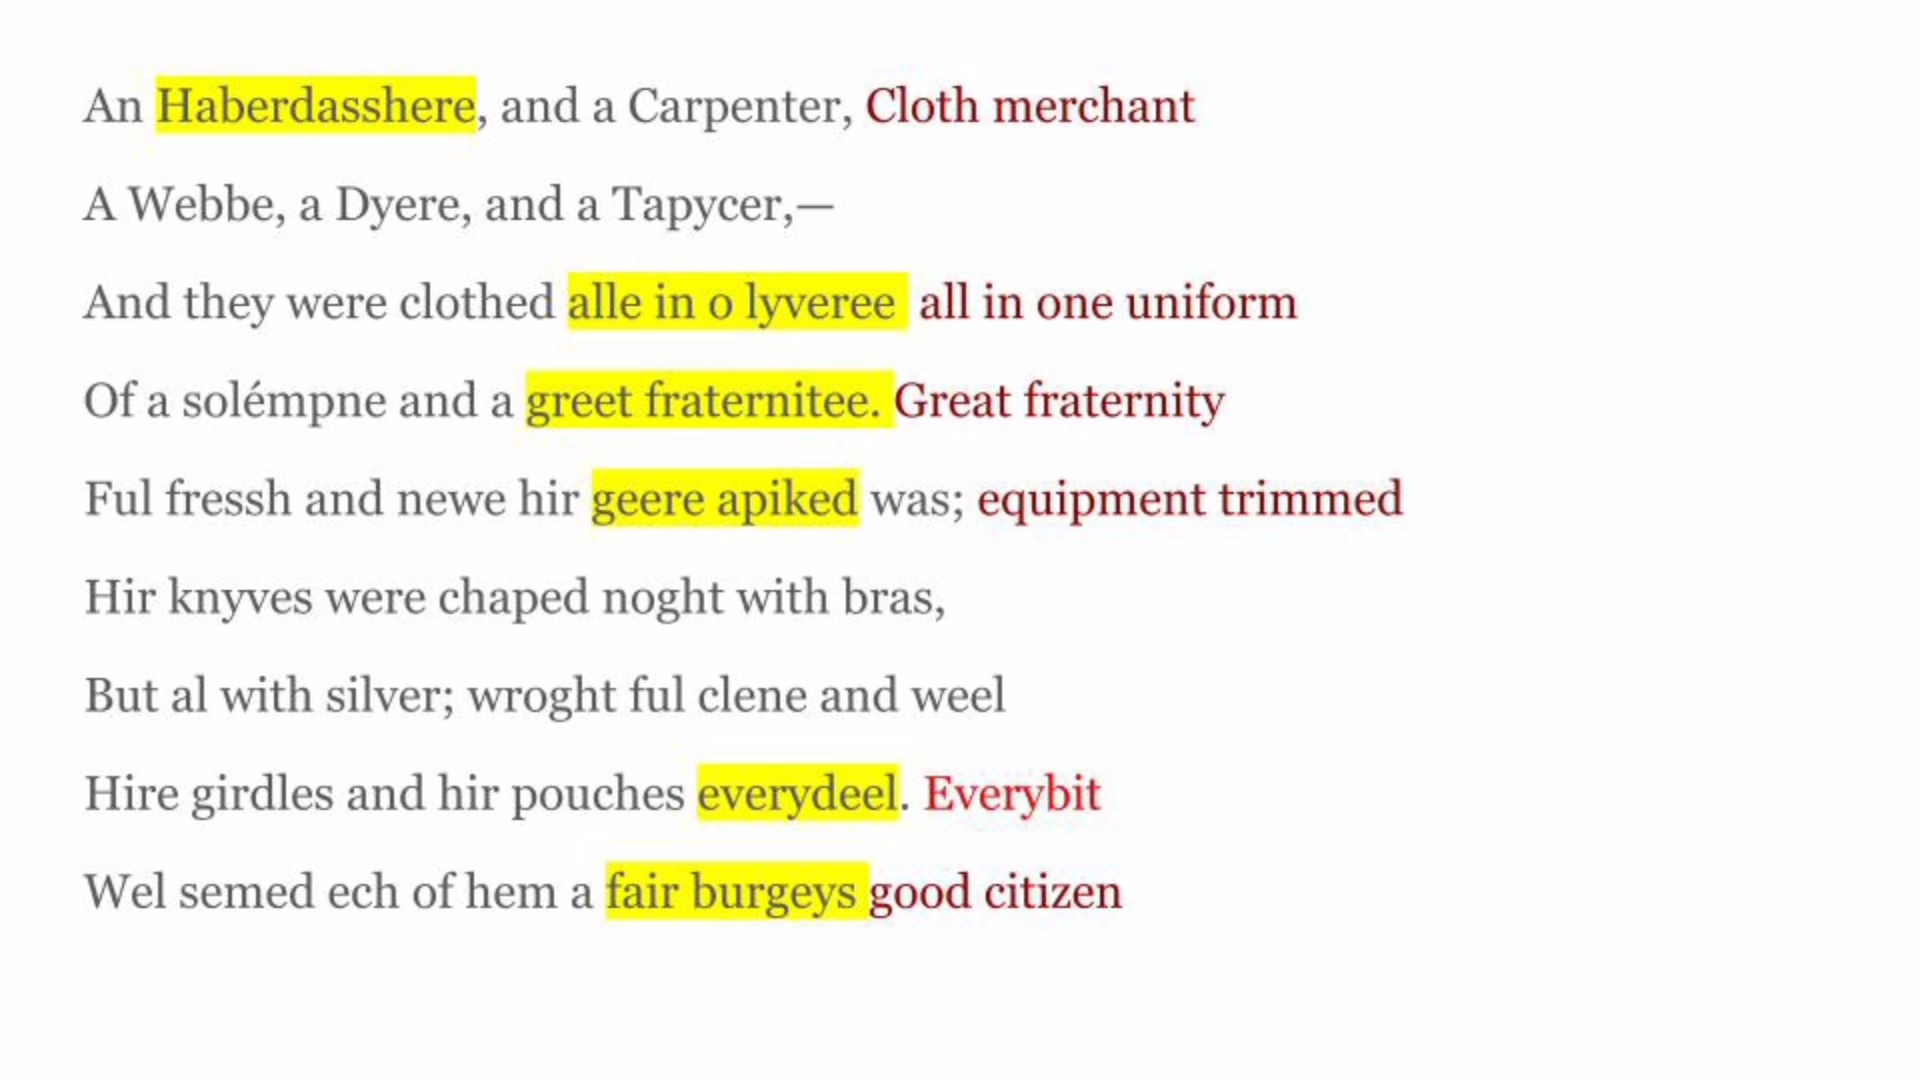 An Haberdasshere, and a Carpenter, Cloth merchant
A Webbe, a Dyere, and a Tapycer,—
And they were clothed alle in o lyveree all in one uniform
Of a solémpne and a greet fraternitee. Great fraternity
Ful fressh and newe hir geere apiked was; equipment trimmed
Hir knyves were chaped noght with bras,
But al with silver; wroght ful clene and weel
Hire girdles and hir pouches everydeel. Everybit
Wel semed ech of hem a fair burgeys good citizen